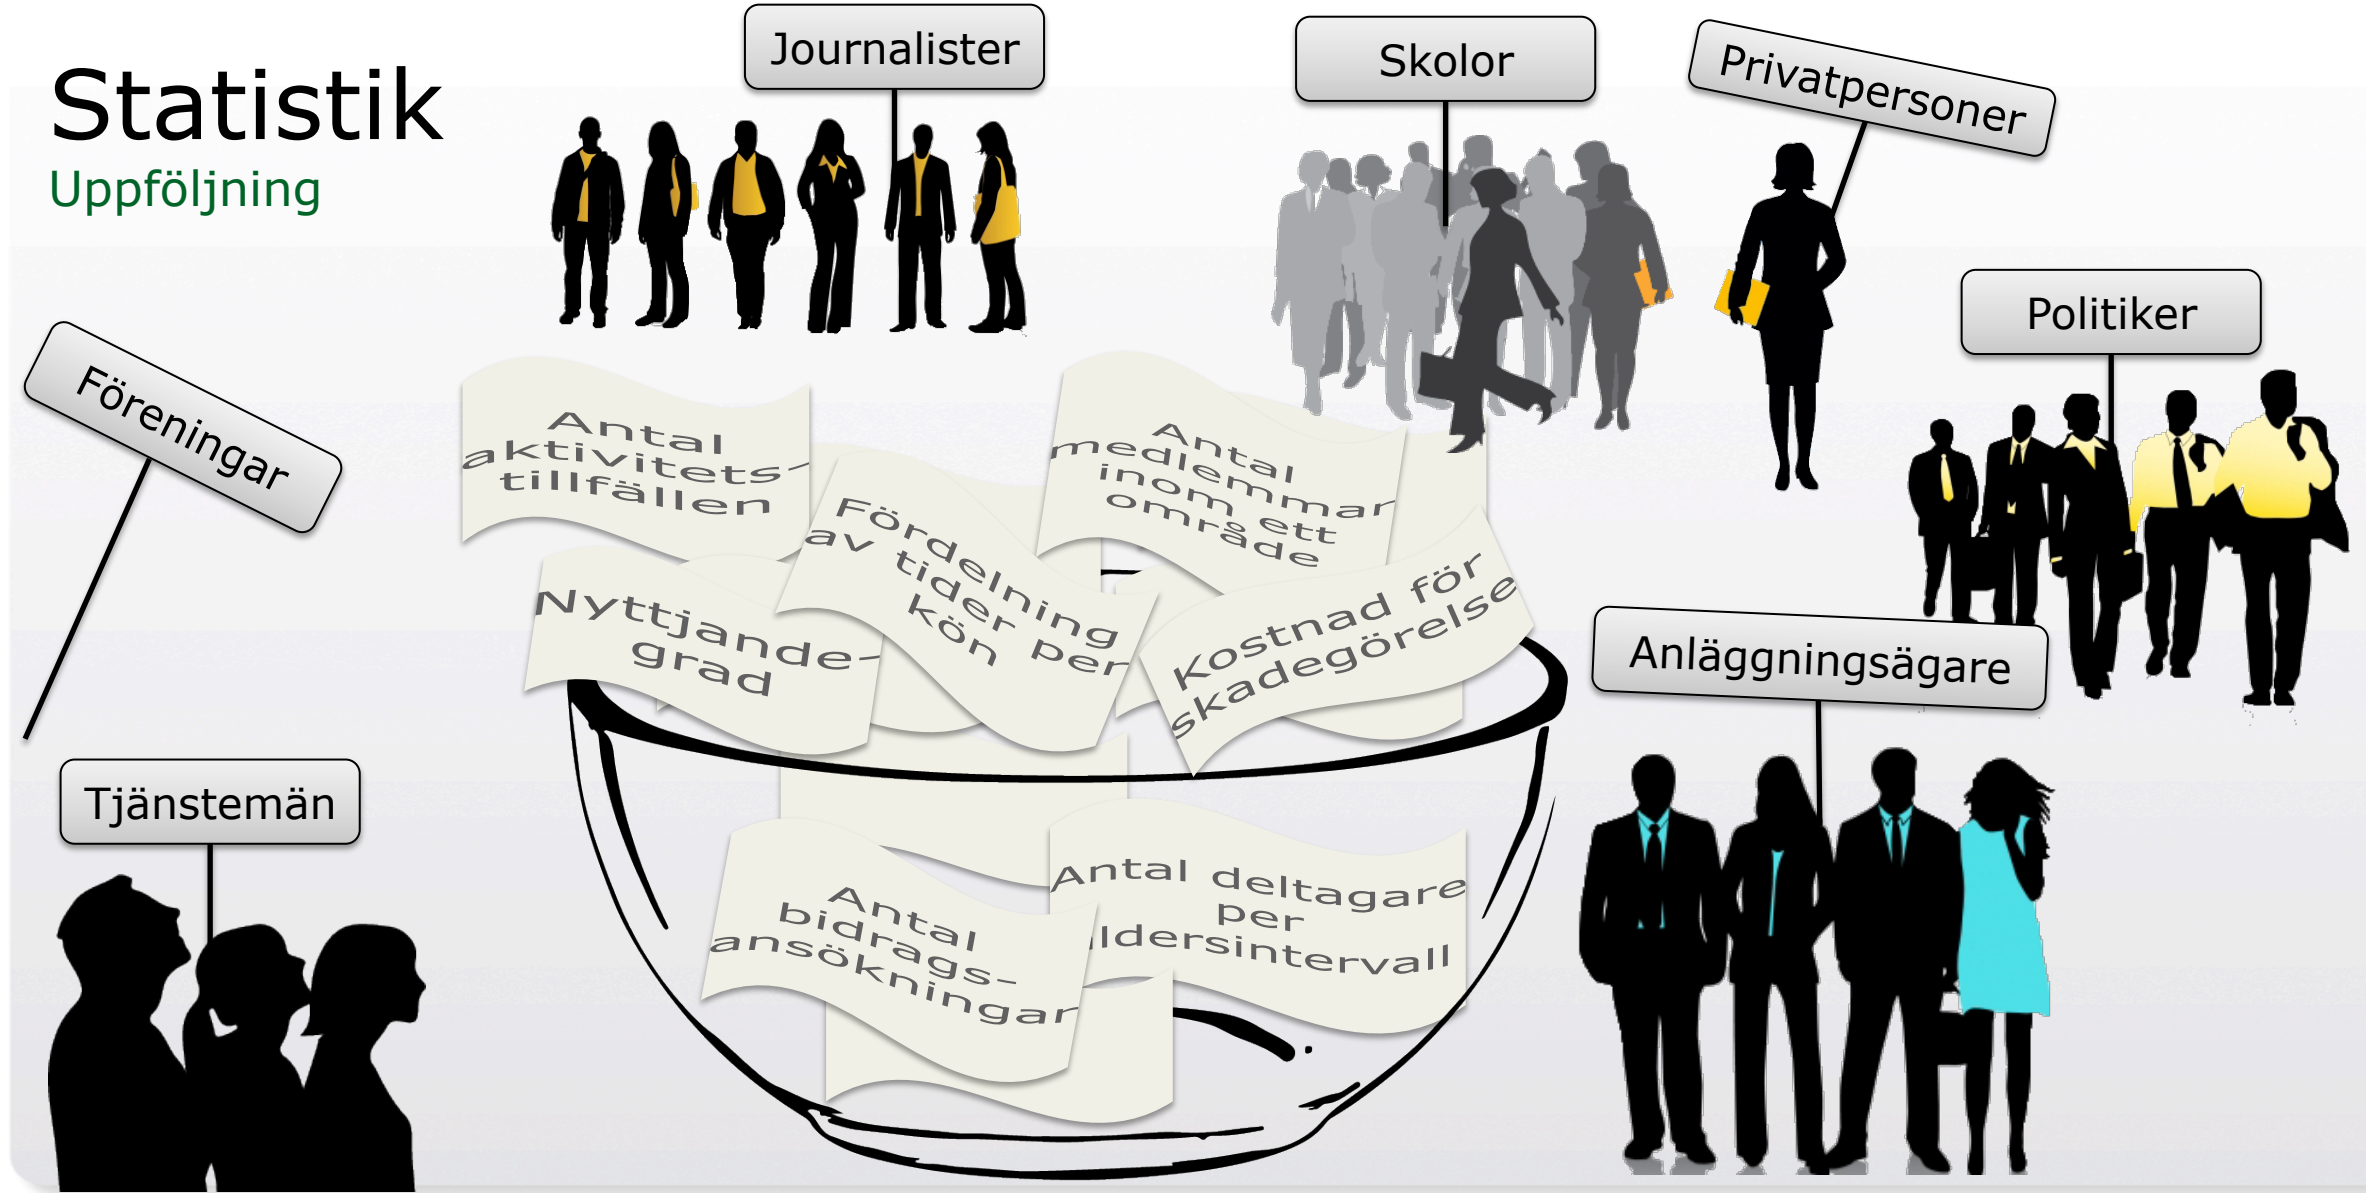 Statistik
Uppföljning
Journalister
Skolor
Privatpersoner
Politiker
Föreningar
Antal
aktivitets-
tillfällen
Fördelning
av tider per
kön
Antal
medlemmar
inom ett
område
Nyttjande-
grad
Kostnad för
skadegörelse
Anläggningsägare
Tjänstemän
Antal
bidrags-
ansökningar
Antal deltagare
per
ldersintervall